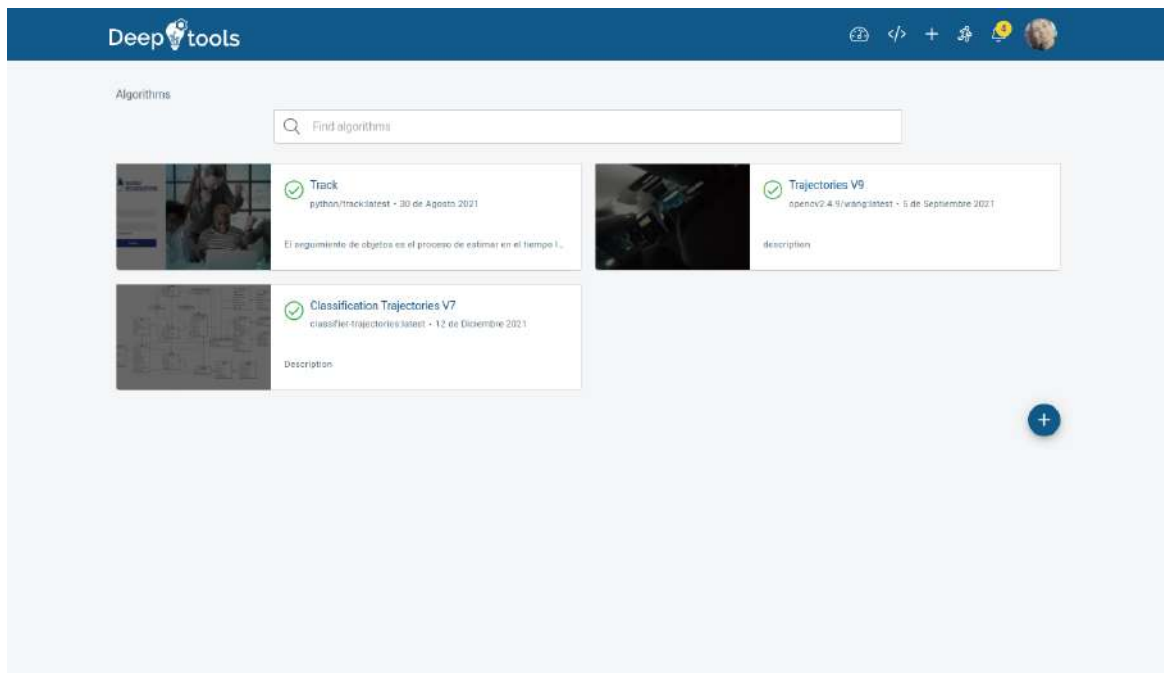 Deep tools
4
Algorithms
Find algorithms
Track
python/track:latest • 30 de Agosto 2021
El seguimiento de objetos es el proceso de estimar en el tiempo l...
Trajectories V9
opencv2.4.9/wang:latest • 5 de Septiembre 2021
description
Classification Trajectories V7
classifier-trajectories:latest • 12 de Diciembre 2021
Description